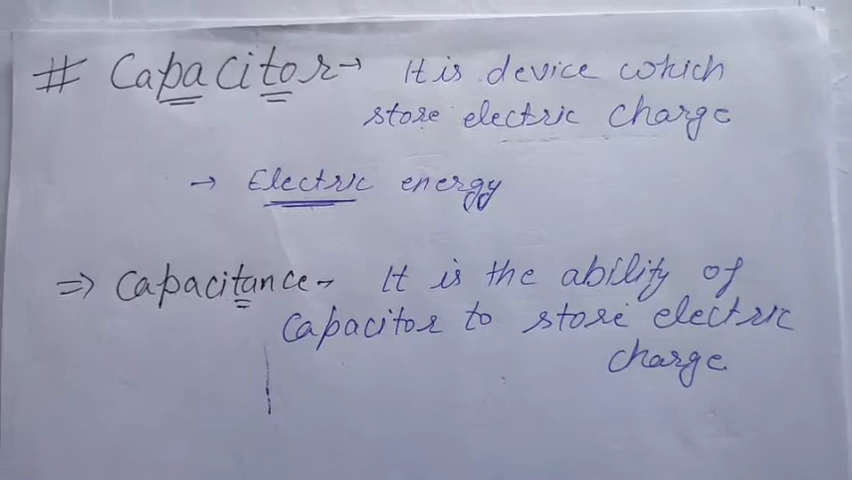 # Capacitor → It is device which
store electric charge
→ Electric energy
⇒ Capacitance - It is the ability of
capacitor to store electric
charge